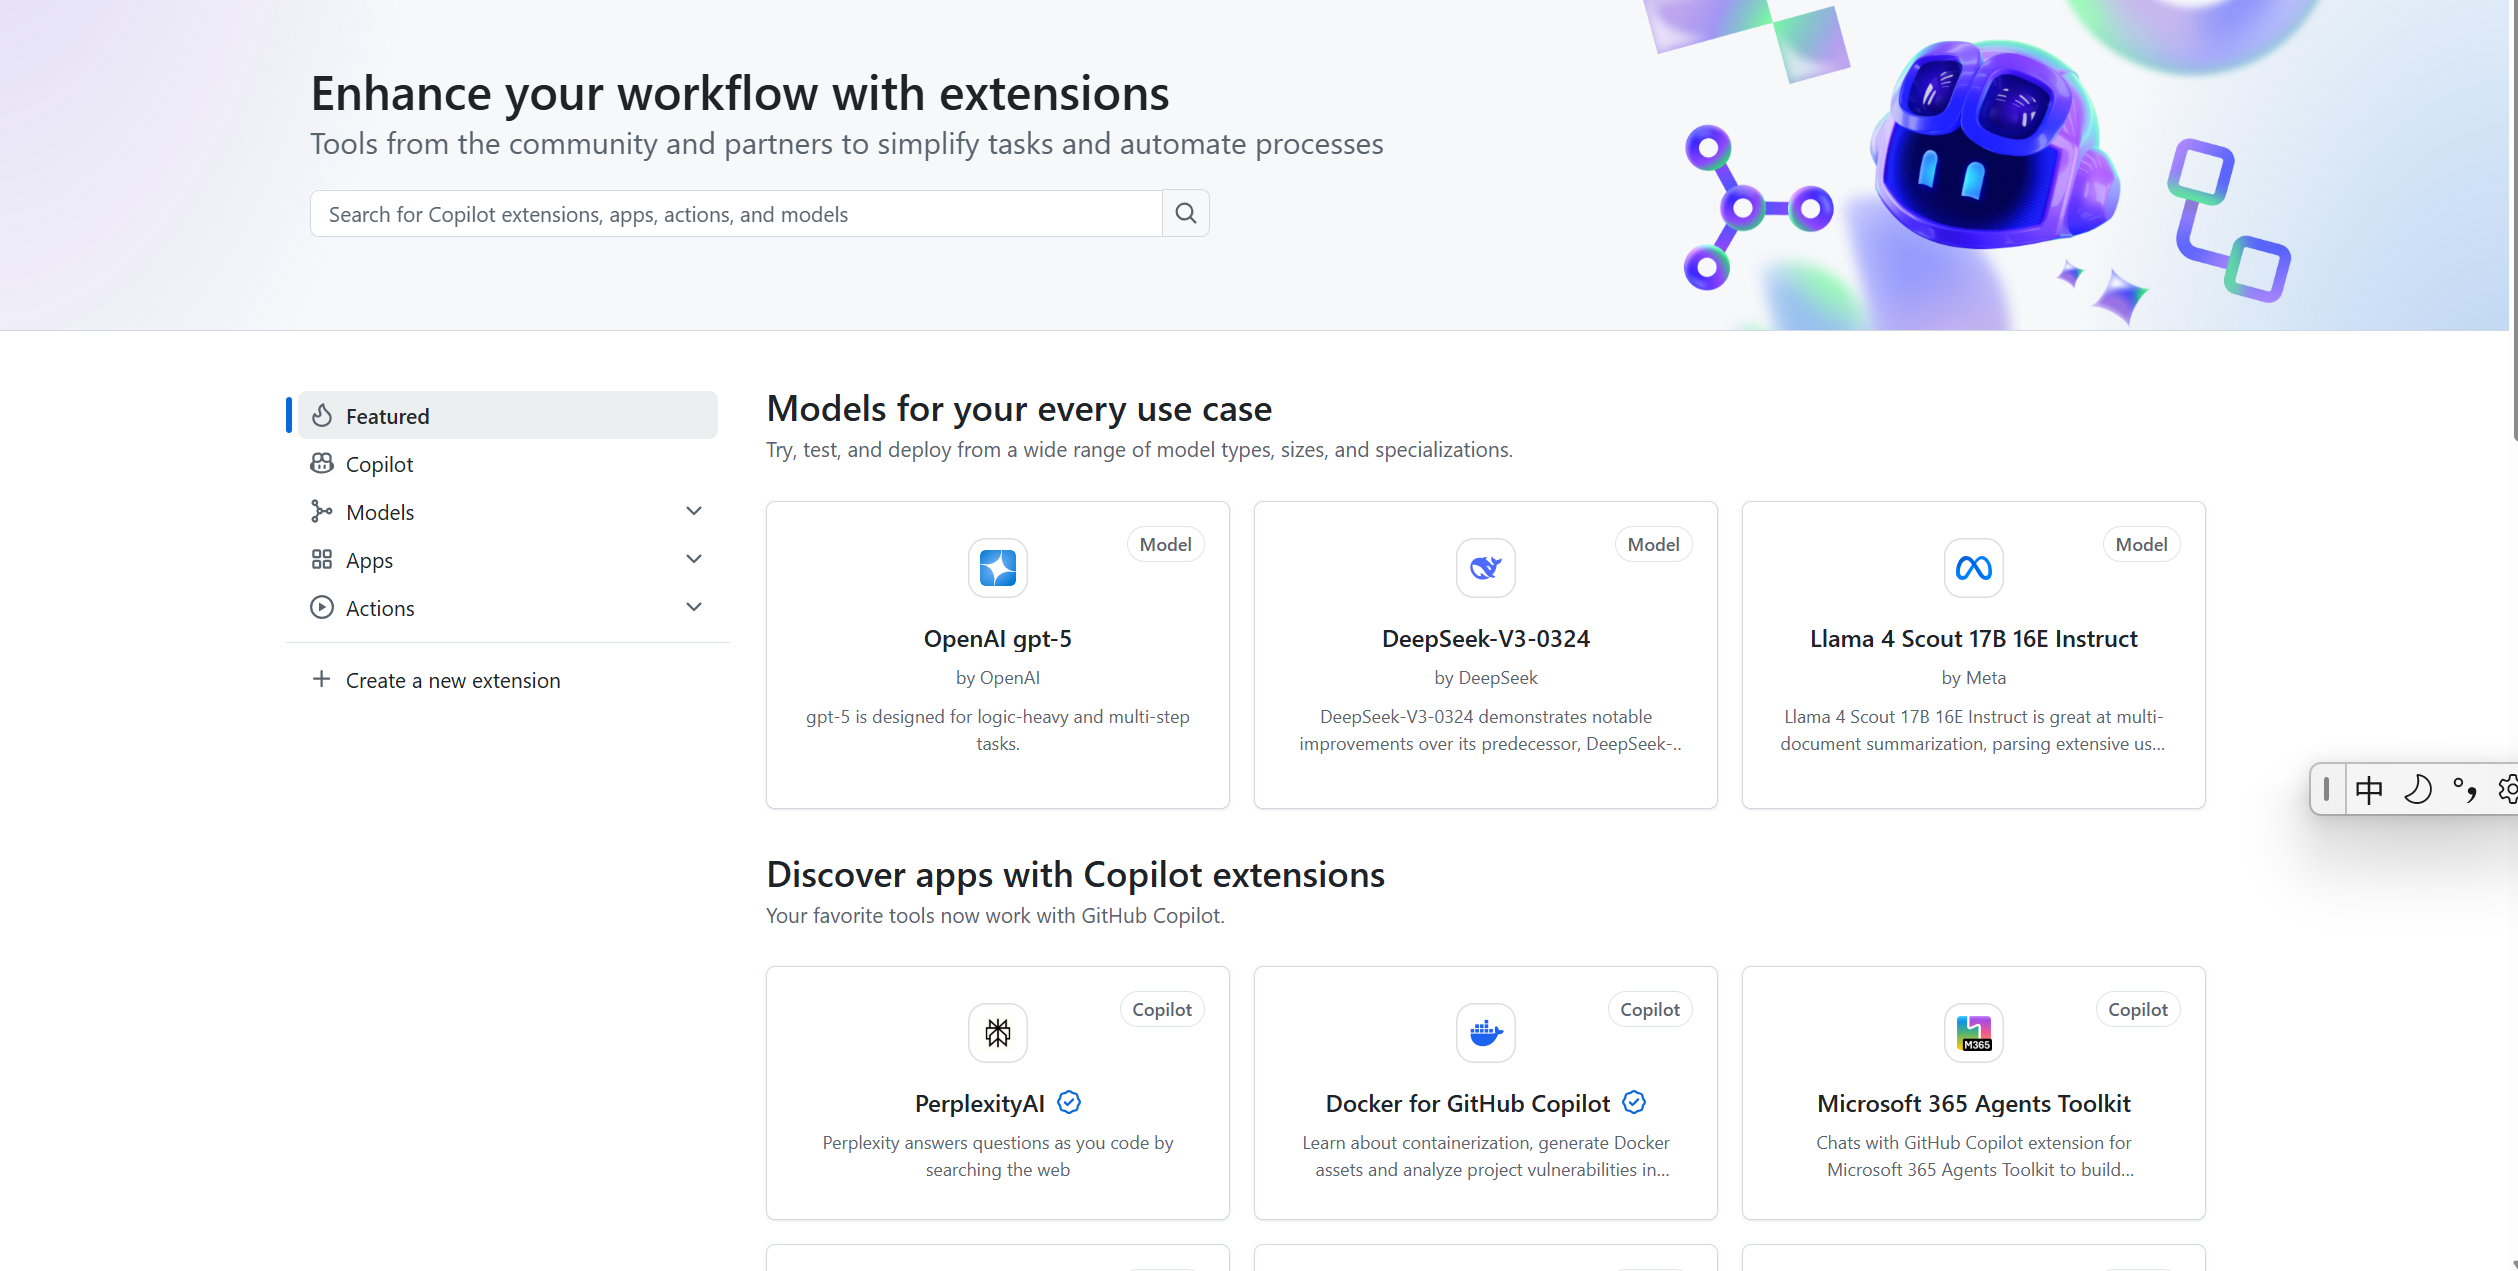 Enhance your workflow with extensions
Tools from the community and partners to simplify tasks and automate processes
Search for Copilot extensions, apps, actions, and models
Featured
Copilot
Models
Apps
Actions
Create a new extension
Models for your every use case
Try, test, and deploy from a wide range of model types, sizes, and specializations.
Model
OpenAI gpt-5
by OpenAI
gpt-5 is designed for logic-heavy and multi-step
tasks.
Model
DeepSeek-V3-0324
by DeepSeek
DeepSeek-V3-0324 demonstrates notable
improvements over its predecessor, DeepSeek-..
Model
Llama 4 Scout 17B 16E Instruct
by Meta
Llama 4 Scout 17B 16E Instruct is great at multi-
document summarization, parsing extensive us...
中 °,
Discover apps with Copilot extensions
Your favorite tools now work with GitHub Copilot.
Copilot
PerplexityAI
Perplexity answers questions as you code by
searching the web
Copilot
Docker for GitHub Copilot
Learn about containerization, generate Docker
assets and analyze project vulnerabilities in...
Copilot
M365
Microsoft 365 Agents Toolkit
Chats with GitHub Copilot extension for
Microsoft 365 Agents Toolkit to build...